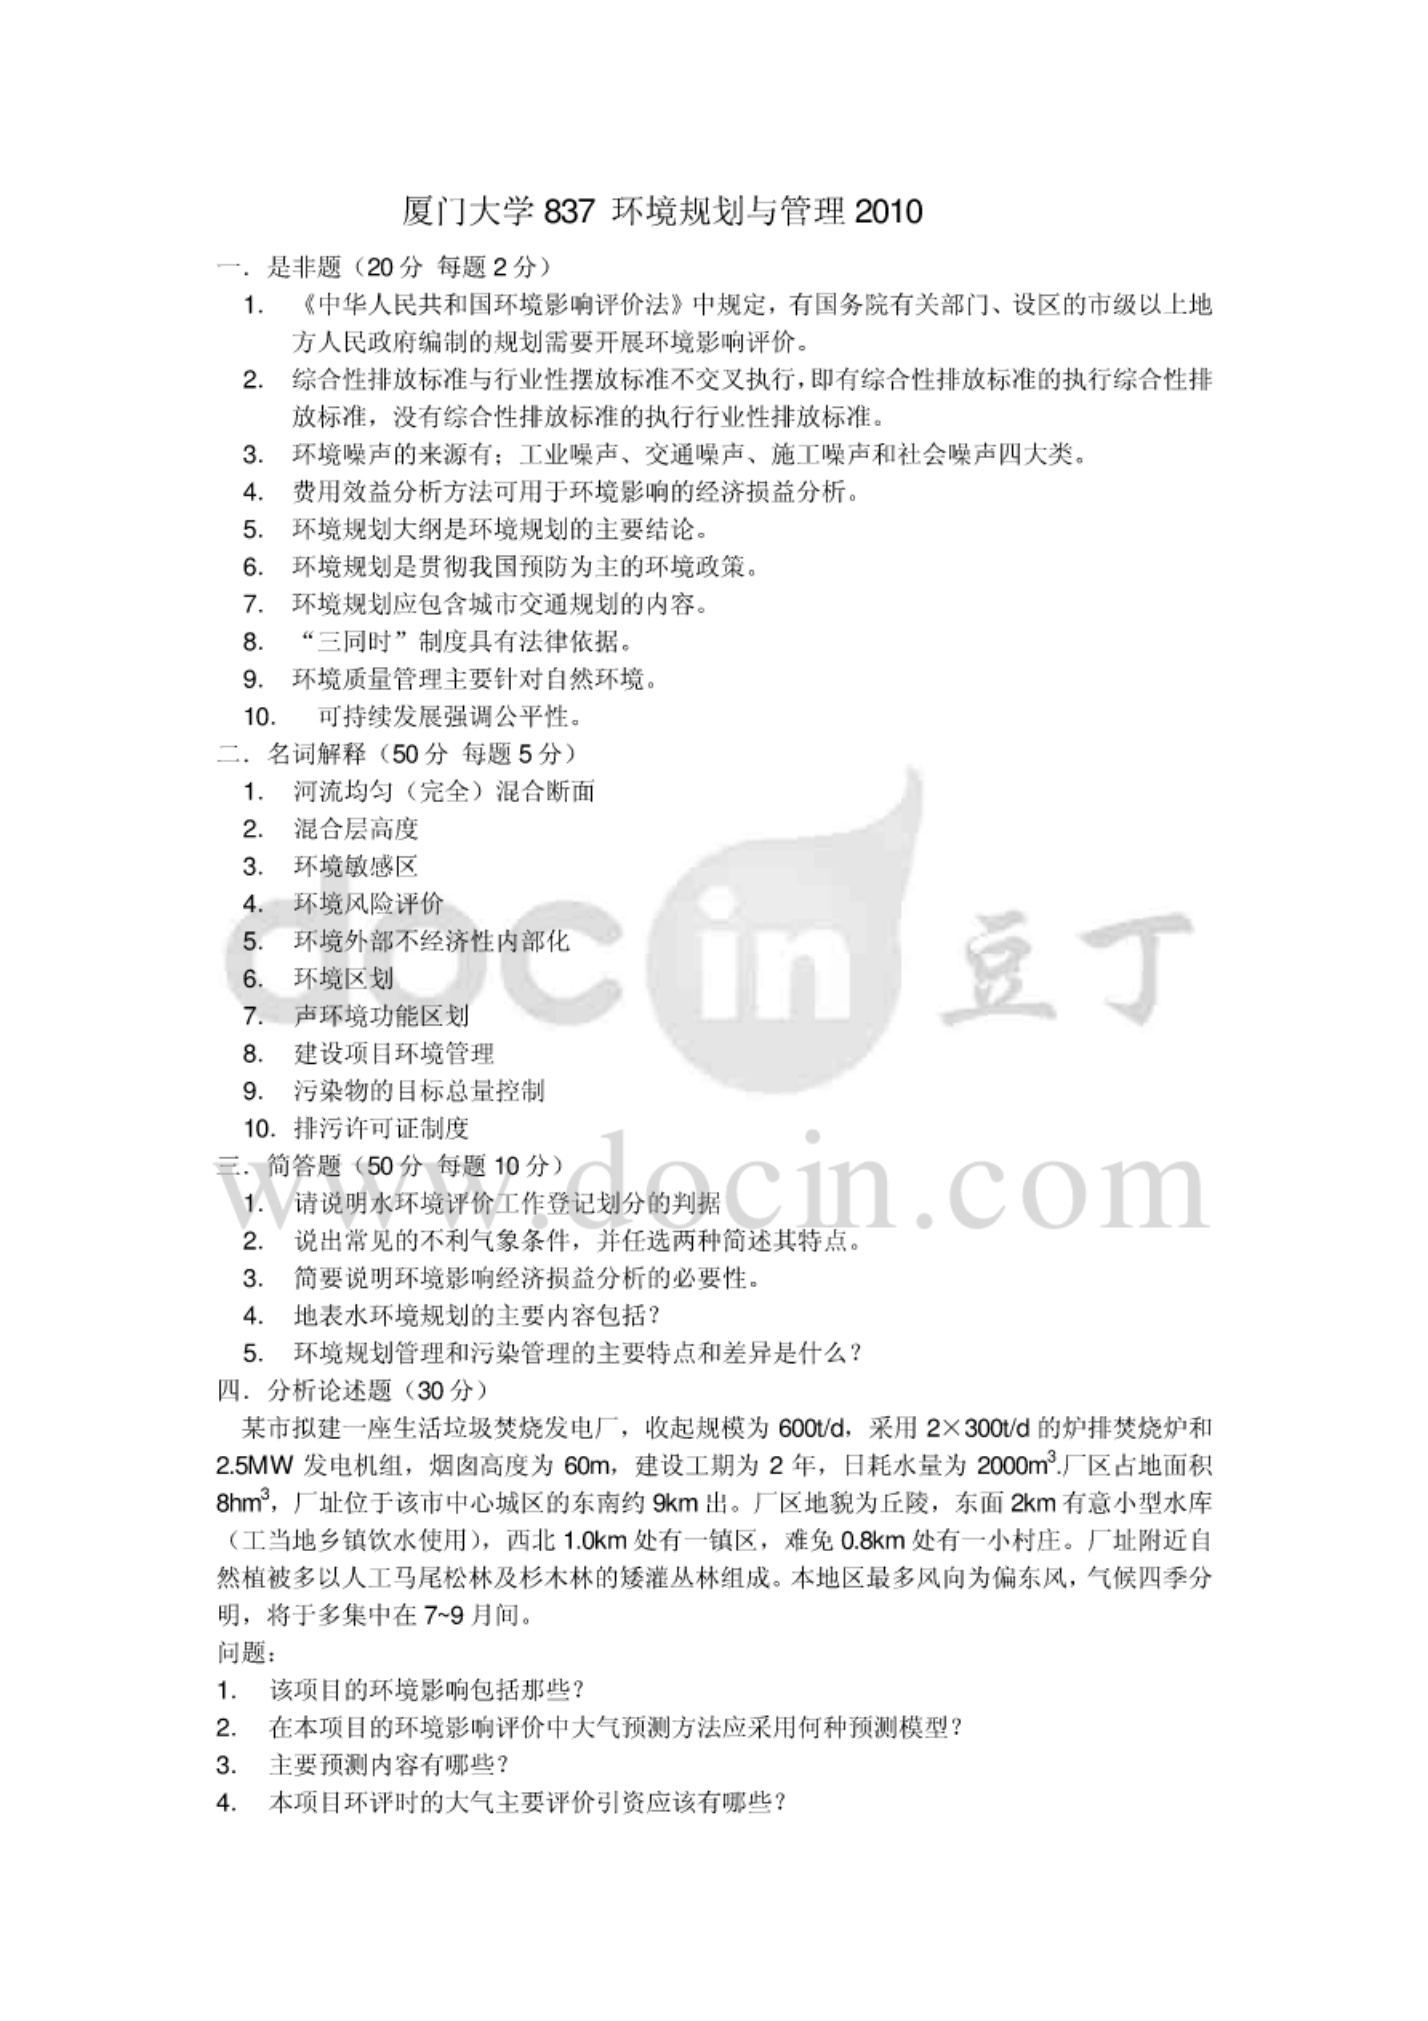 厦门大学 837 环境规划与管理 2010
一．是非题（20 分 每题 2 分）
1. 《中华人民共和国环境影响评价法》中规定，有国务院有关部门、设区的市级以上地
方人民政府编制的规划需要开展环境影响评价。
2. 综合性排放标准与行业性摆放标准不交叉执行，即有综合性排放标准的执行综合性排
放标准，没有综合性排放标准的执行行业性排放标准。
3. 环境噪声的来源有；工业噪声、交通噪声、施工噪声和社会噪声四大类。
4. 费用效益分析方法可用于环境影响的经济损益分析。
5. 环境规划大纲是环境规划的主要结论。
6. 环境规划是贯彻我国预防为主的环境政策。
7. 环境规划应包含城市交通规划的内容。
8. “三同时”制度具有法律依据。
9. 环境质量管理主要针对自然环境。
10. 可持续发展强调公平性。
二．名词解释（50 分 每题 5 分）
1. 河流均匀（完全）混合断面
2. 混合层高度
3. 环境敏感区
4. 环境风险评价
5. 环境外部不经济性内部化
6. 环境区划
7. 声环境功能区划
8. 建设项目环境管理
9. 污染物的目标总量控制
10. 排污许可证制度
三．简答题（50 分 每题 10 分）
1. 请说明水环境评价工作登记划分的判据
2. 说出常见的不利气象条件，并任选两种简述其特点。
3. 简要说明环境影响经济损益分析的必要性。
4. 地表水环境规划的主要内容包括？
5. 环境规划管理和污染管理的主要特点和差异是什么？
四．分析论述题（30 分）
某市拟建一座生活垃圾焚烧发电厂，收起规模为 600t/d，采用 2×300t/d 的炉排焚烧炉和
2.5MW 发电机组，烟囱高度为 60m，建设工期为 2 年，日耗水量为 2000m³.厂区占地面积
8hm³，厂址位于该市中心城区的东南约 9km 出。厂区地貌为丘陵，东面 2km 有意小型水库
（工当地乡镇饮水使用），西北 1.0km 处有一镇区，难免 0.8km 处有一小村庄。厂址附近自
然植被多以人工马尾松林及杉木林的矮灌丛林组成。本地区最多风向为偏东风，气候四季分
明，将于多集中在 7~9 月间。
问题：
1. 该项目的环境影响包括那些？
2. 在本项目的环境影响评价中大气预测方法应采用何种预测模型？
3. 主要预测内容有哪些？
4. 本项目环评时的大气主要评价引资应该有哪些？
docin 豆丁
www.docin.com